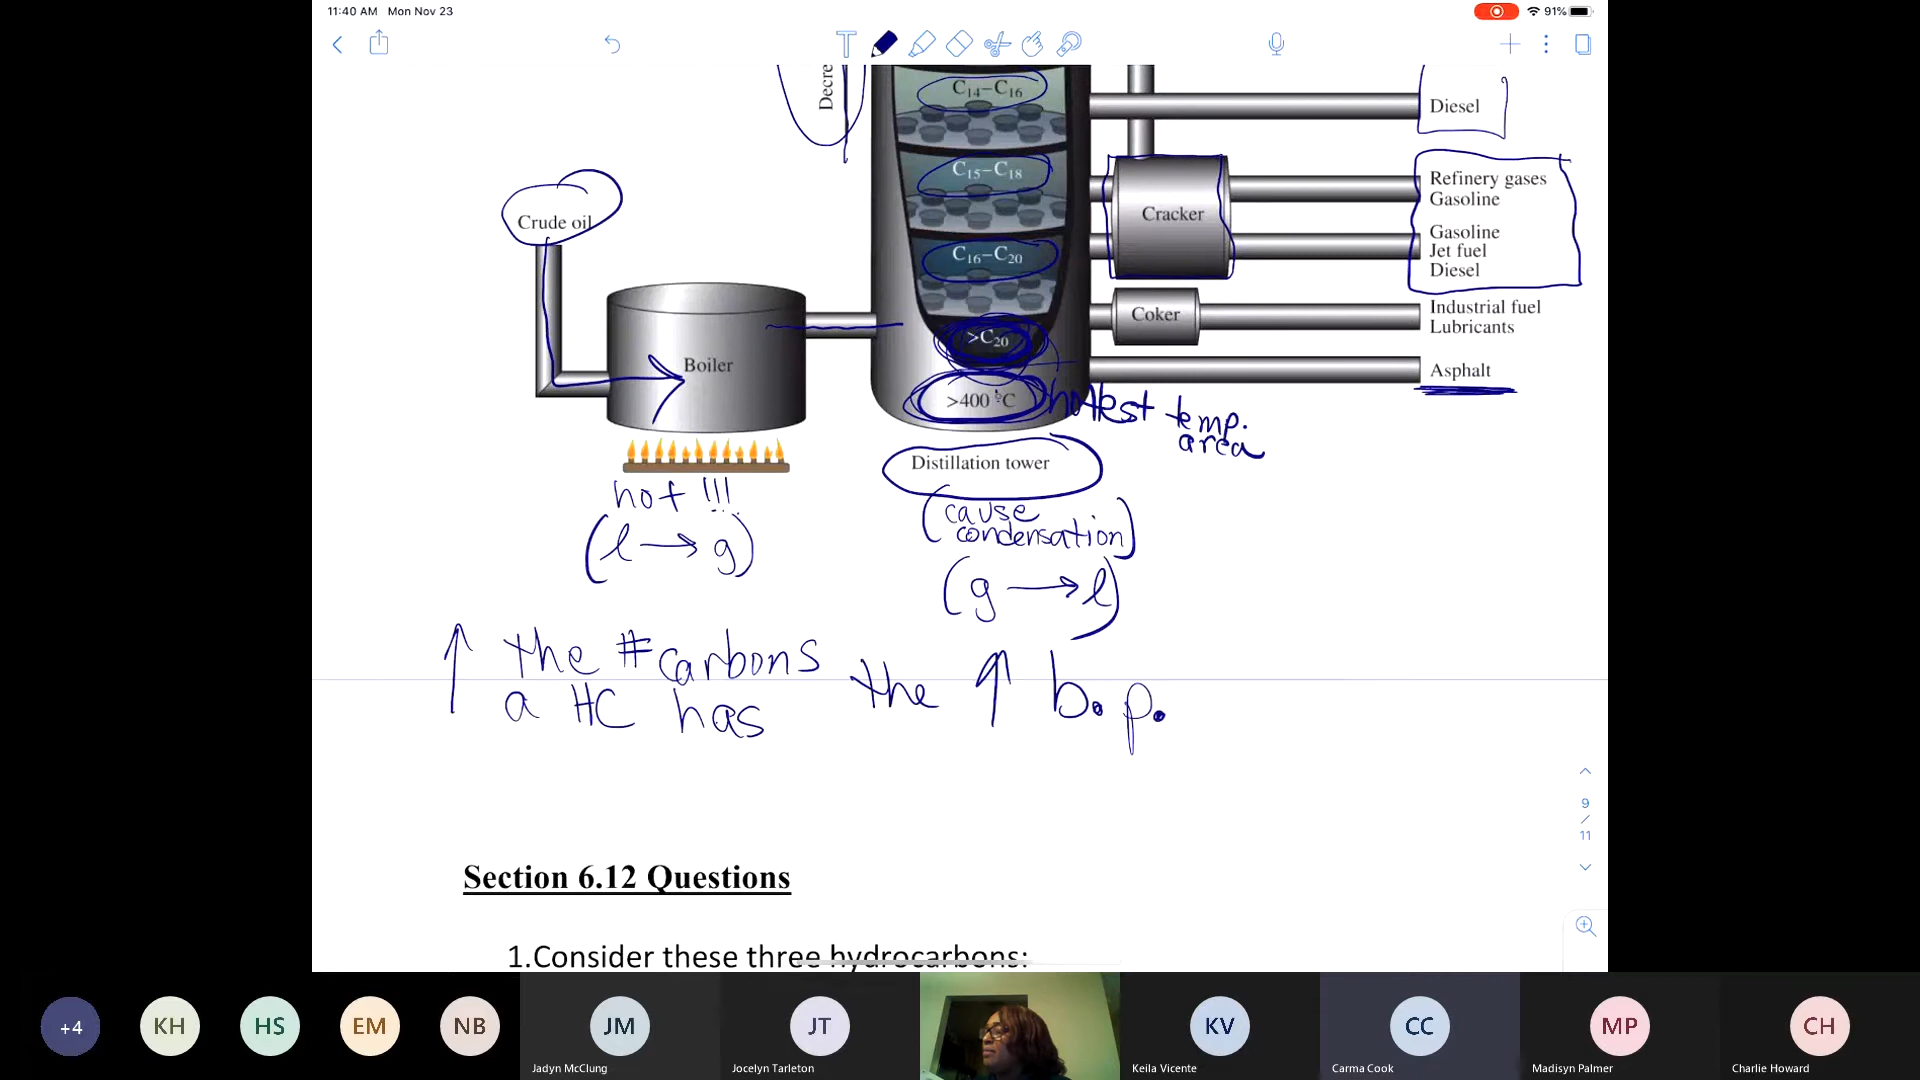 11:40 AM Mon Nov 23
91%
T
Decre
C14–C16
Diesel
C15–C18
Refinery gases
Gasoline
Crude oil
Cracker
Gasoline
Jet fuel
Diesel
C16–C20
Industrial fuel
Lubricants
Coker
>C20
Boiler
Asphalt
>400 °C
hottest temp.
area
Distillation tower
hot !!!
(l → g)
(cause
condensation)
(g → l)
↑ the # carbons
a HC has the ↑ b.p.
9
/
11
Section 6.12 Questions
1.Consider these three hydrocarbons:
+4
KH
HS
EM
NB
JM
JT
KV
CC
MP
CH
Jadyn McClung
Jocelyn Tarleton
Keila Vicente
Carma Cook
Madisyn Palmer
Charlie Howard